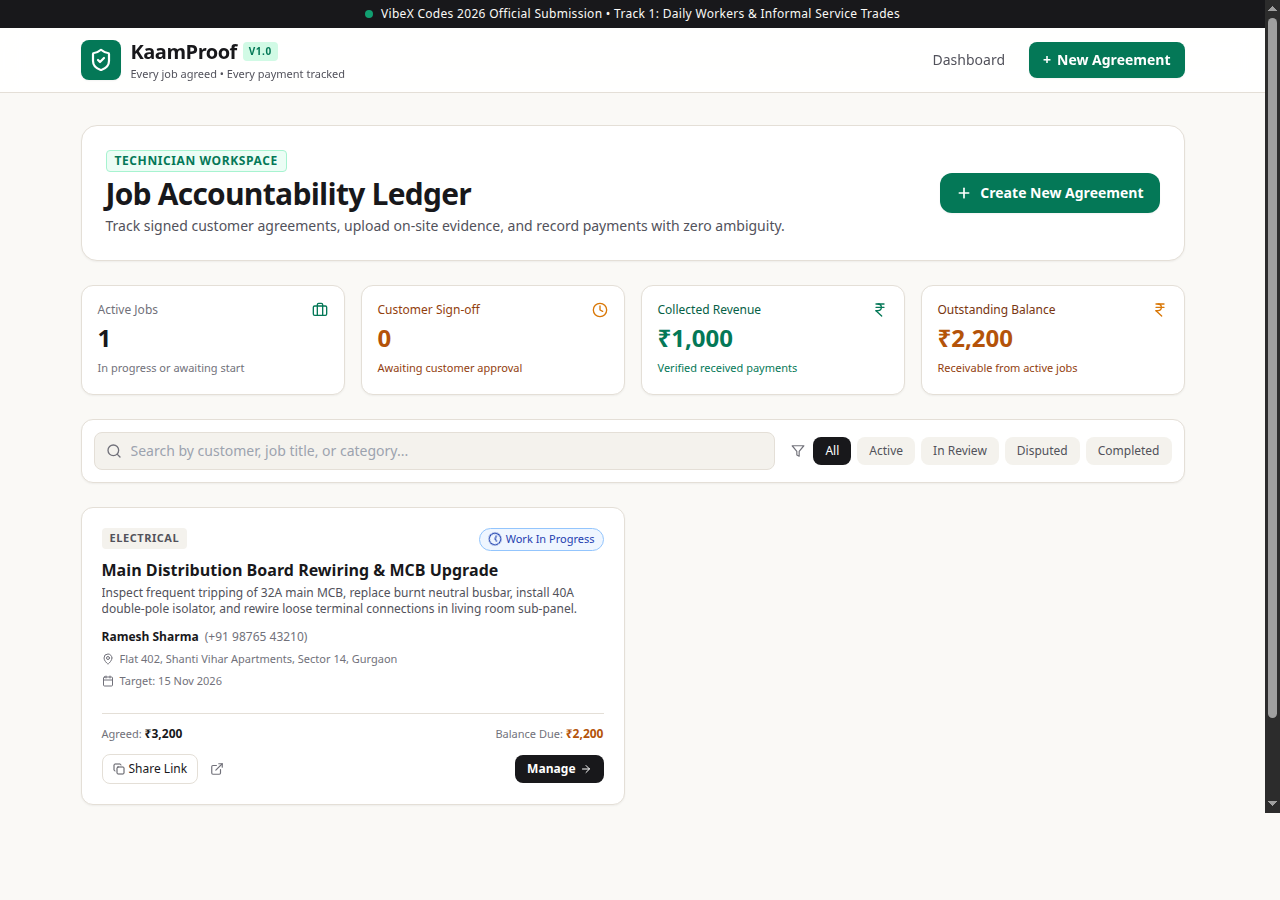 VibeX Codes 2026 Official Submission • Track 1: Daily Workers & Informal Service Trades
KaamProof V1.0
Every job agreed • Every payment tracked
Dashboard
+ New Agreement
TECHNICIAN WORKSPACE
Job Accountability Ledger
Track signed customer agreements, upload on-site evidence, and record payments with zero ambiguity.
+ Create New Agreement
Active Jobs
1
In progress or awaiting start
Customer Sign-off
0
Awaiting customer approval
Collected Revenue
₹
₹1,000
Verified received payments
Outstanding Balance
₹
₹2,200
Receivable from active jobs
Search by customer, job title, or category...
All
Active
In Review
Disputed
Completed
ELECTRICAL
Work In Progress
Main Distribution Board Rewiring & MCB Upgrade
Inspect frequent tripping of 32A main MCB, replace burnt neutral busbar, install 40A
double-pole isolator, and rewire loose terminal connections in living room sub-panel.
Ramesh Sharma (+91 98765 43210)
Flat 402, Shanti Vihar Apartments, Sector 14, Gurgaon
Target: 15 Nov 2026
Agreed: ₹3,200
Balance Due: ₹2,200
Share Link
Manage →